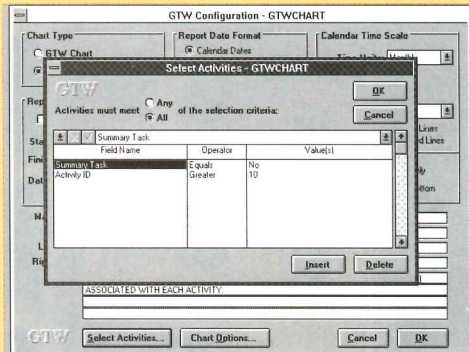 GTW Configuration - GTWCHART
Chart Type
Report Date Format
Calendar Time Scale
GTW Chart
Calendar Dates
Monthly
Select Activities - GTWCHART
GTW
OK
Activities must meet
Any
All
of the selection criteria:
Cancel
Lines
Summary Task
Field Name Operator Value(s)
Summary Task Equals No
Activity ID Greater 10
Insert Delete
ASSOCIATED WITH EACH ACTIVITY.
GTW Select Activities... Chart Options... Cancel OK